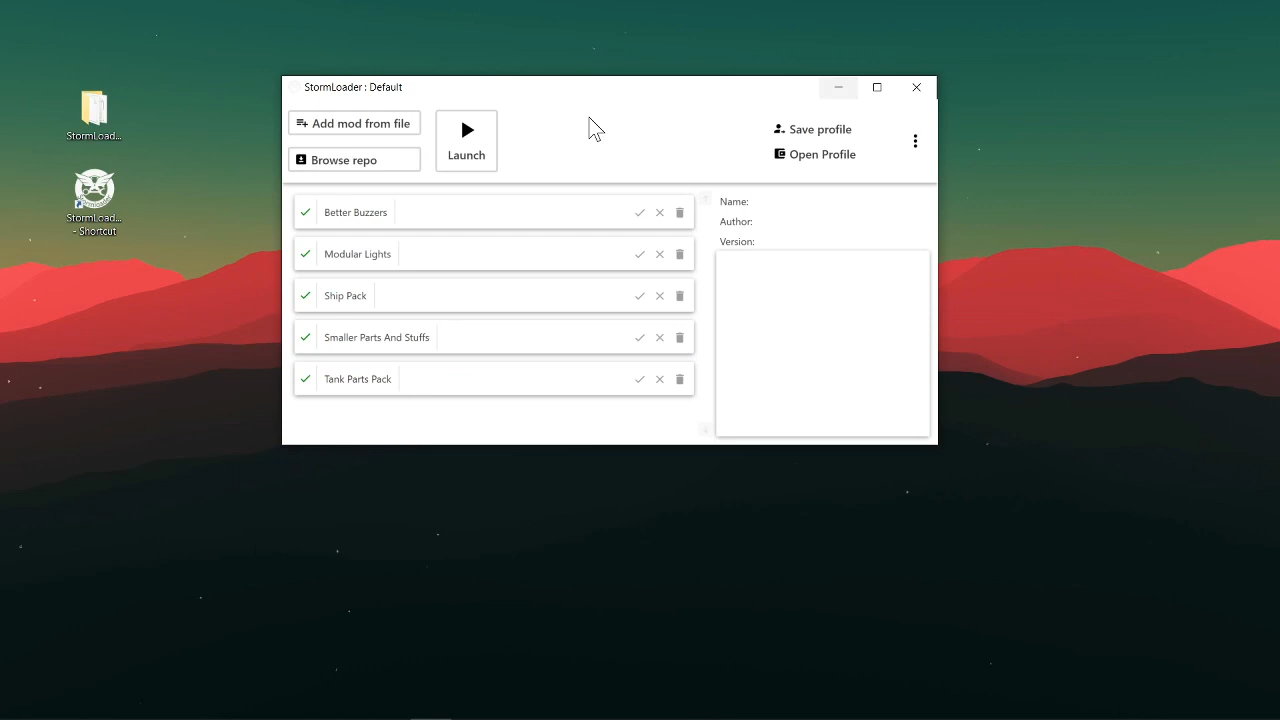 StormLoader : Default
Add mod from file
Browse repo
Launch
Save profile
Open Profile
StormLoad...
StormLoad...
- Shortcut
Better Buzzers
Modular Lights
Ship Pack
Smaller Parts And Stuffs
Tank Parts Pack
Name:
Author:
Version: